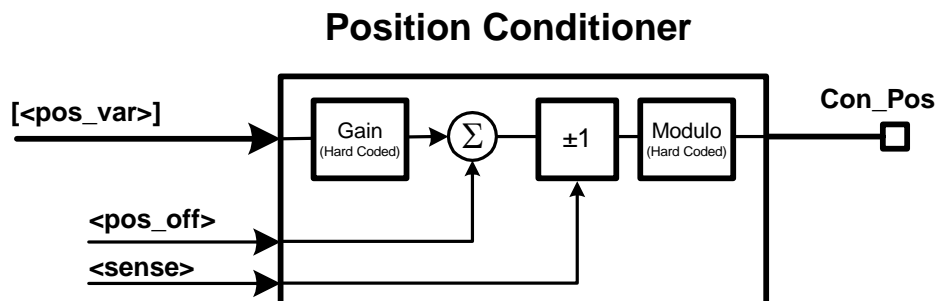 Position Conditioner
[<pos_var>]
Con_Pos
Gain
(Hard Coded)
Σ
±1
Modulo
(Hard Coded)
<pos_off>
<sense>